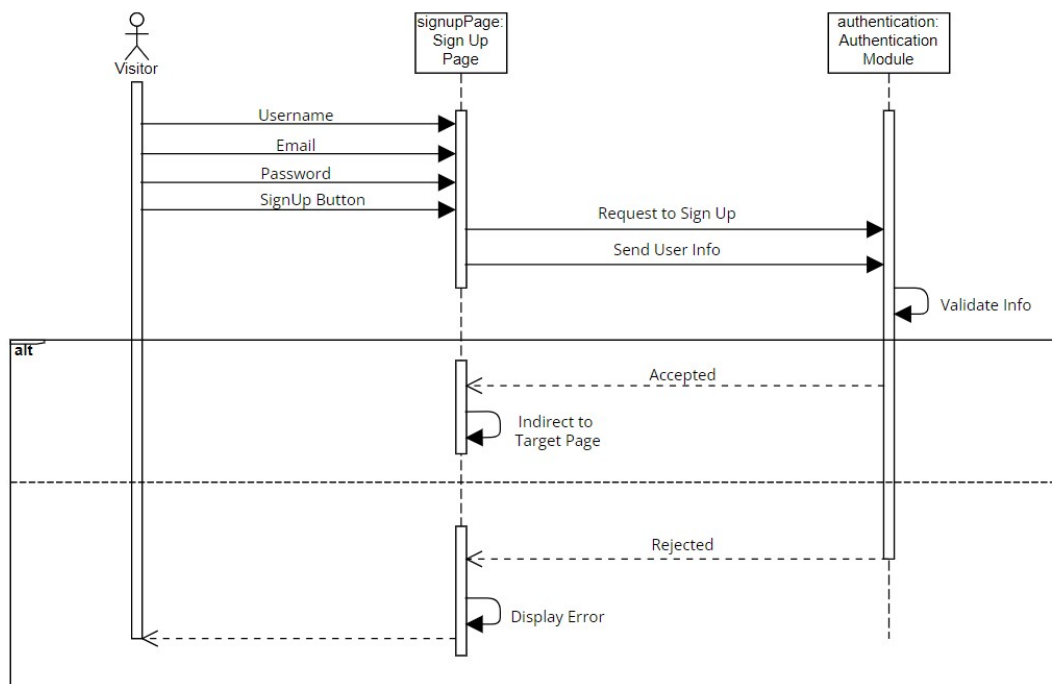 signupPage:
Sign Up
Page
authentication:
Authentication
Module
Visitor
Username
Email
Password
SignUp Button
Request to Sign Up
Send User Info
Validate Info
alt
Accepted
Indirect to
Target Page
Rejected
Display Error